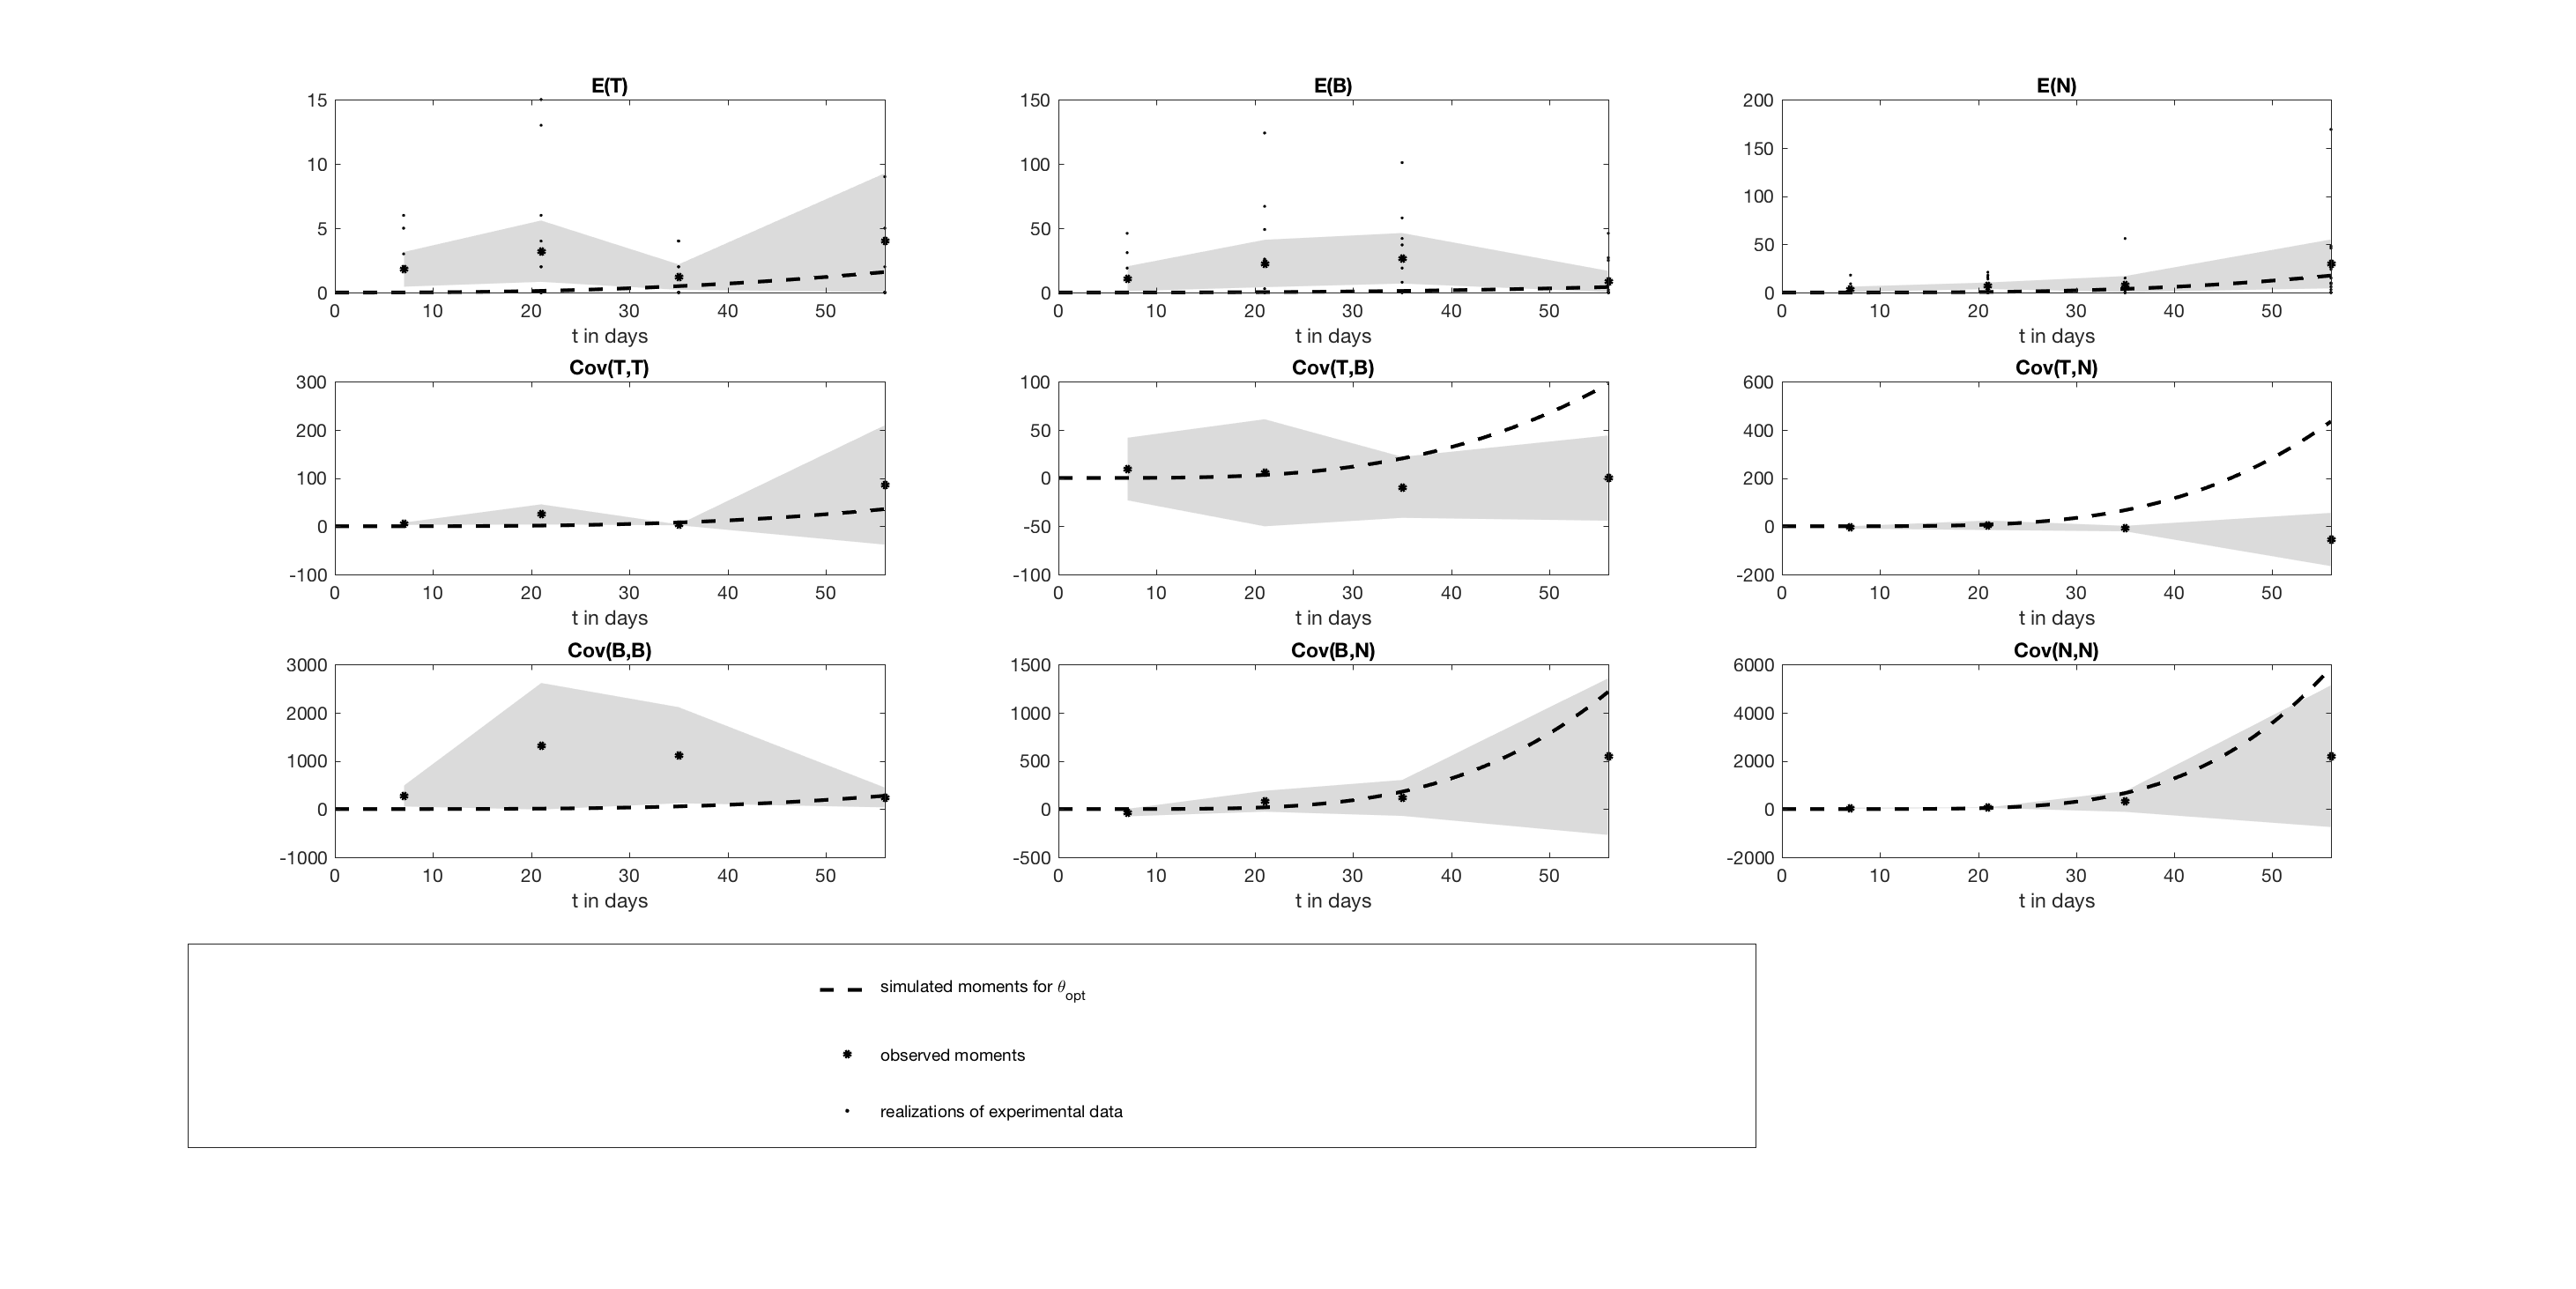 E(T)
15
10
5
0
0 10 20 30 40 50
t in days
E(B)
150
100
50
0
0 10 20 30 40 50
t in days
E(N)
200
150
100
50
0
0 10 20 30 40 50
t in days
Cov(T,T)
300
200
100
0
-100
0 10 20 30 40 50
t in days
Cov(T,B)
100
50
0
-50
-100
0 10 20 30 40 50
t in days
Cov(T,N)
600
400
200
0
-200
0 10 20 30 40 50
t in days
Cov(B,B)
3000
2000
1000
0
-1000
0 10 20 30 40 50
t in days
Cov(B,N)
1500
1000
500
0
-500
0 10 20 30 40 50
t in days
Cov(N,N)
6000
4000
2000
0
-2000
0 10 20 30 40 50
t in days
simulated moments for θopt
observed moments
realizations of experimental data